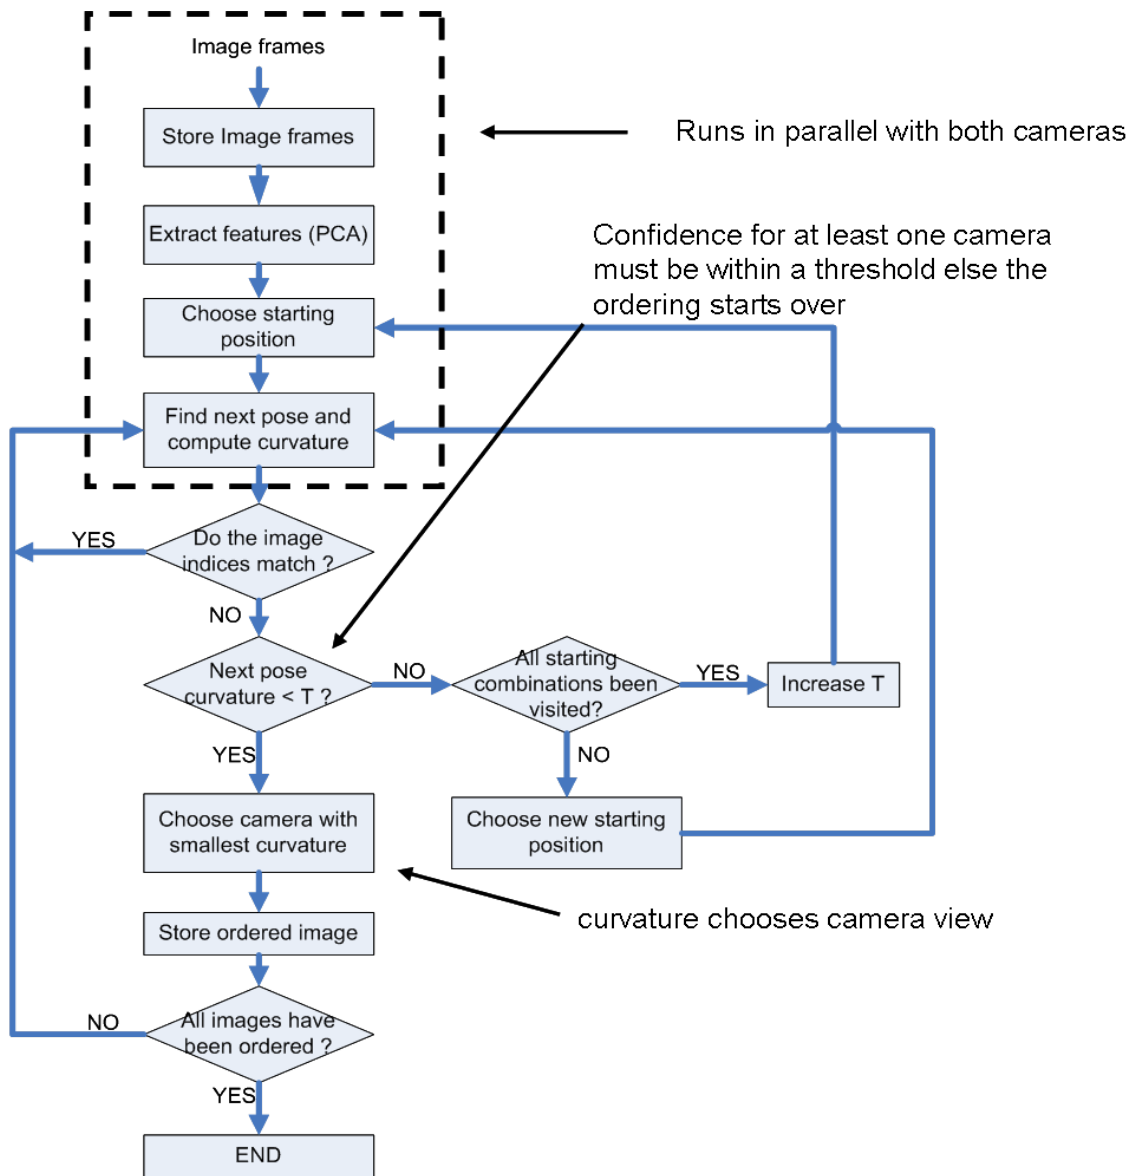 Image frames
Store Image frames
Runs in parallel with both cameras
Extract features (PCA)
Confidence for at least one camera
must be within a threshold else the
ordering starts over
Choose starting
position
Find next pose and
compute curvature
YES
Do the image
indices match ?
NO
Next pose
curvature < T ?
NO
All starting
combinations been
visited?
YES
Increase T
YES
NO
Choose camera with
smallest curvature
Choose new starting
position
curvature chooses camera view
Store ordered image
NO
All images have
been ordered ?
YES
END